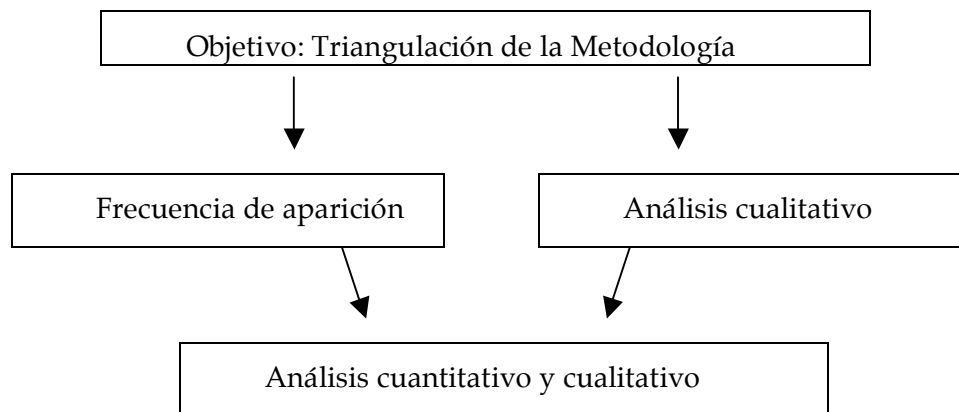 Objetivo: Triangulación de la Metodología
Frecuencia de aparición
Análisis cualitativo
Análisis cuantitativo y cualitativo